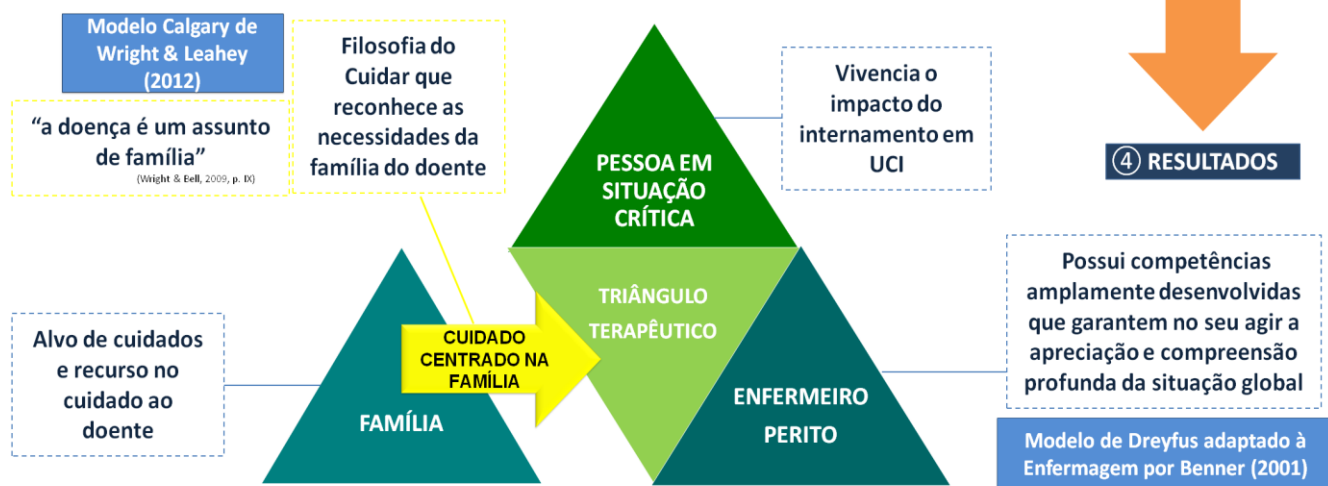 Modelo Calgary de
Wright & Leahey
(2012)
“a doença é um assunto
de família”
(Wright & Bell, 2009, p. IX)
Filosofia do
Cuidar que
reconhece as
necessidades da
família do doente
PESSOA EM
SITUAÇÃO
CRÍTICA
Vivencia o
impacto do
internamento em
UCI
④ RESULTADOS
Alvo de cuidados
e recurso no
cuidado ao
doente
FAMÍLIA
CUIDADO
CENTRADO NA
FAMÍLIA
TRIÂNGULO
TERAPÊUTICO
ENFERMEIRO
PERITO
Possui competências
amplamente desenvolvidas
que garantem no seu agir a
apreciação e compreensão
profunda da situação global
Modelo de Dreyfus adaptado à
Enfermagem por Benner (2001)